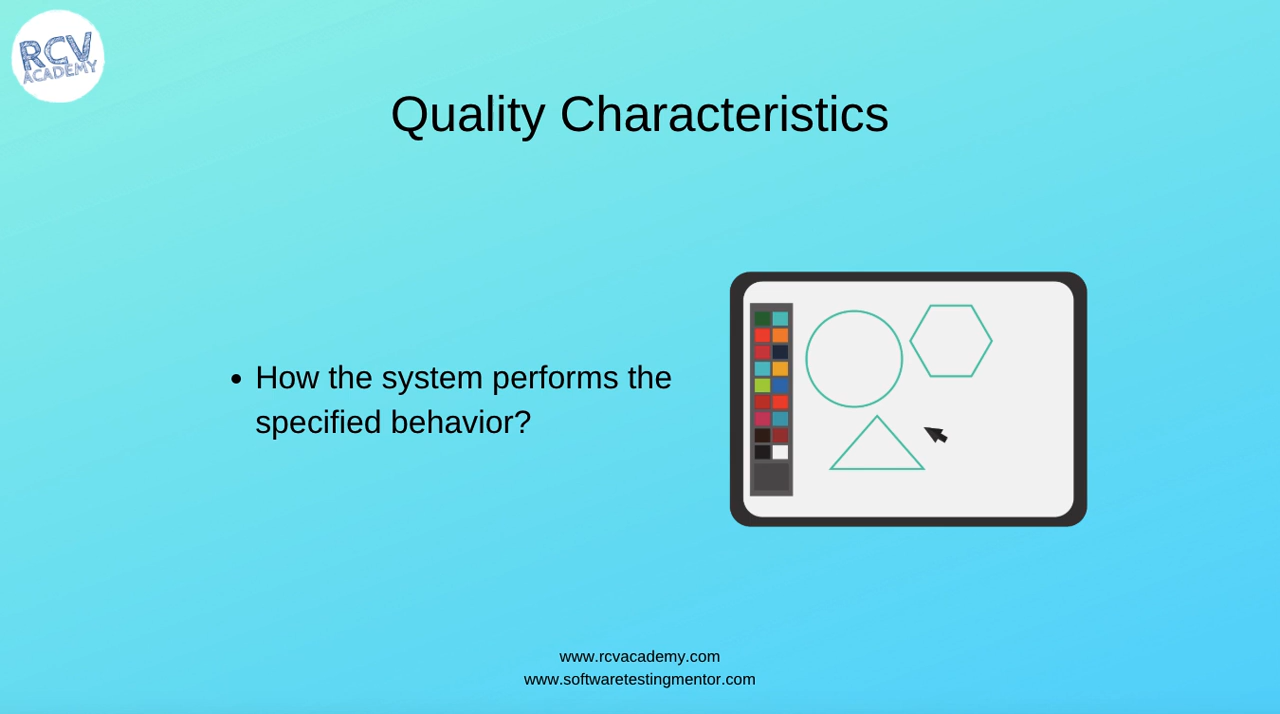 RCV
ACADEMY
Quality Characteristics
• How the system performs the
specified behavior?
www.rcvacademy.com
www.softwaretestingmentor.com